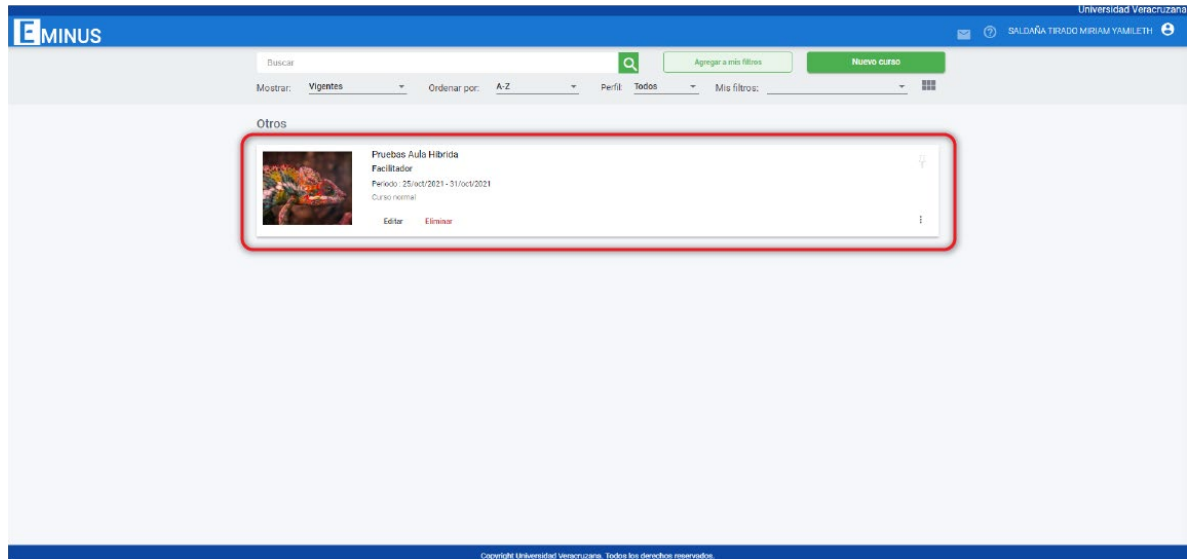 Universidad Veracruzana
EMINUS
SALDAÑA TIRADO MIRIAM YAMILETH
Buscar
Agregar a mis filtros
Nuevo curso
Mostrar: Vigentes Ordenar por: A-Z Perfil: Todos Mis filtros:
Otros
Pruebas Aula Hibrida
Facilitador
Periodo : 25/oct/2021 - 31/oct/2021
Curso normal
Editar Eliminar
Copyright Universidad Veracruzana. Todos los derechos reservados.